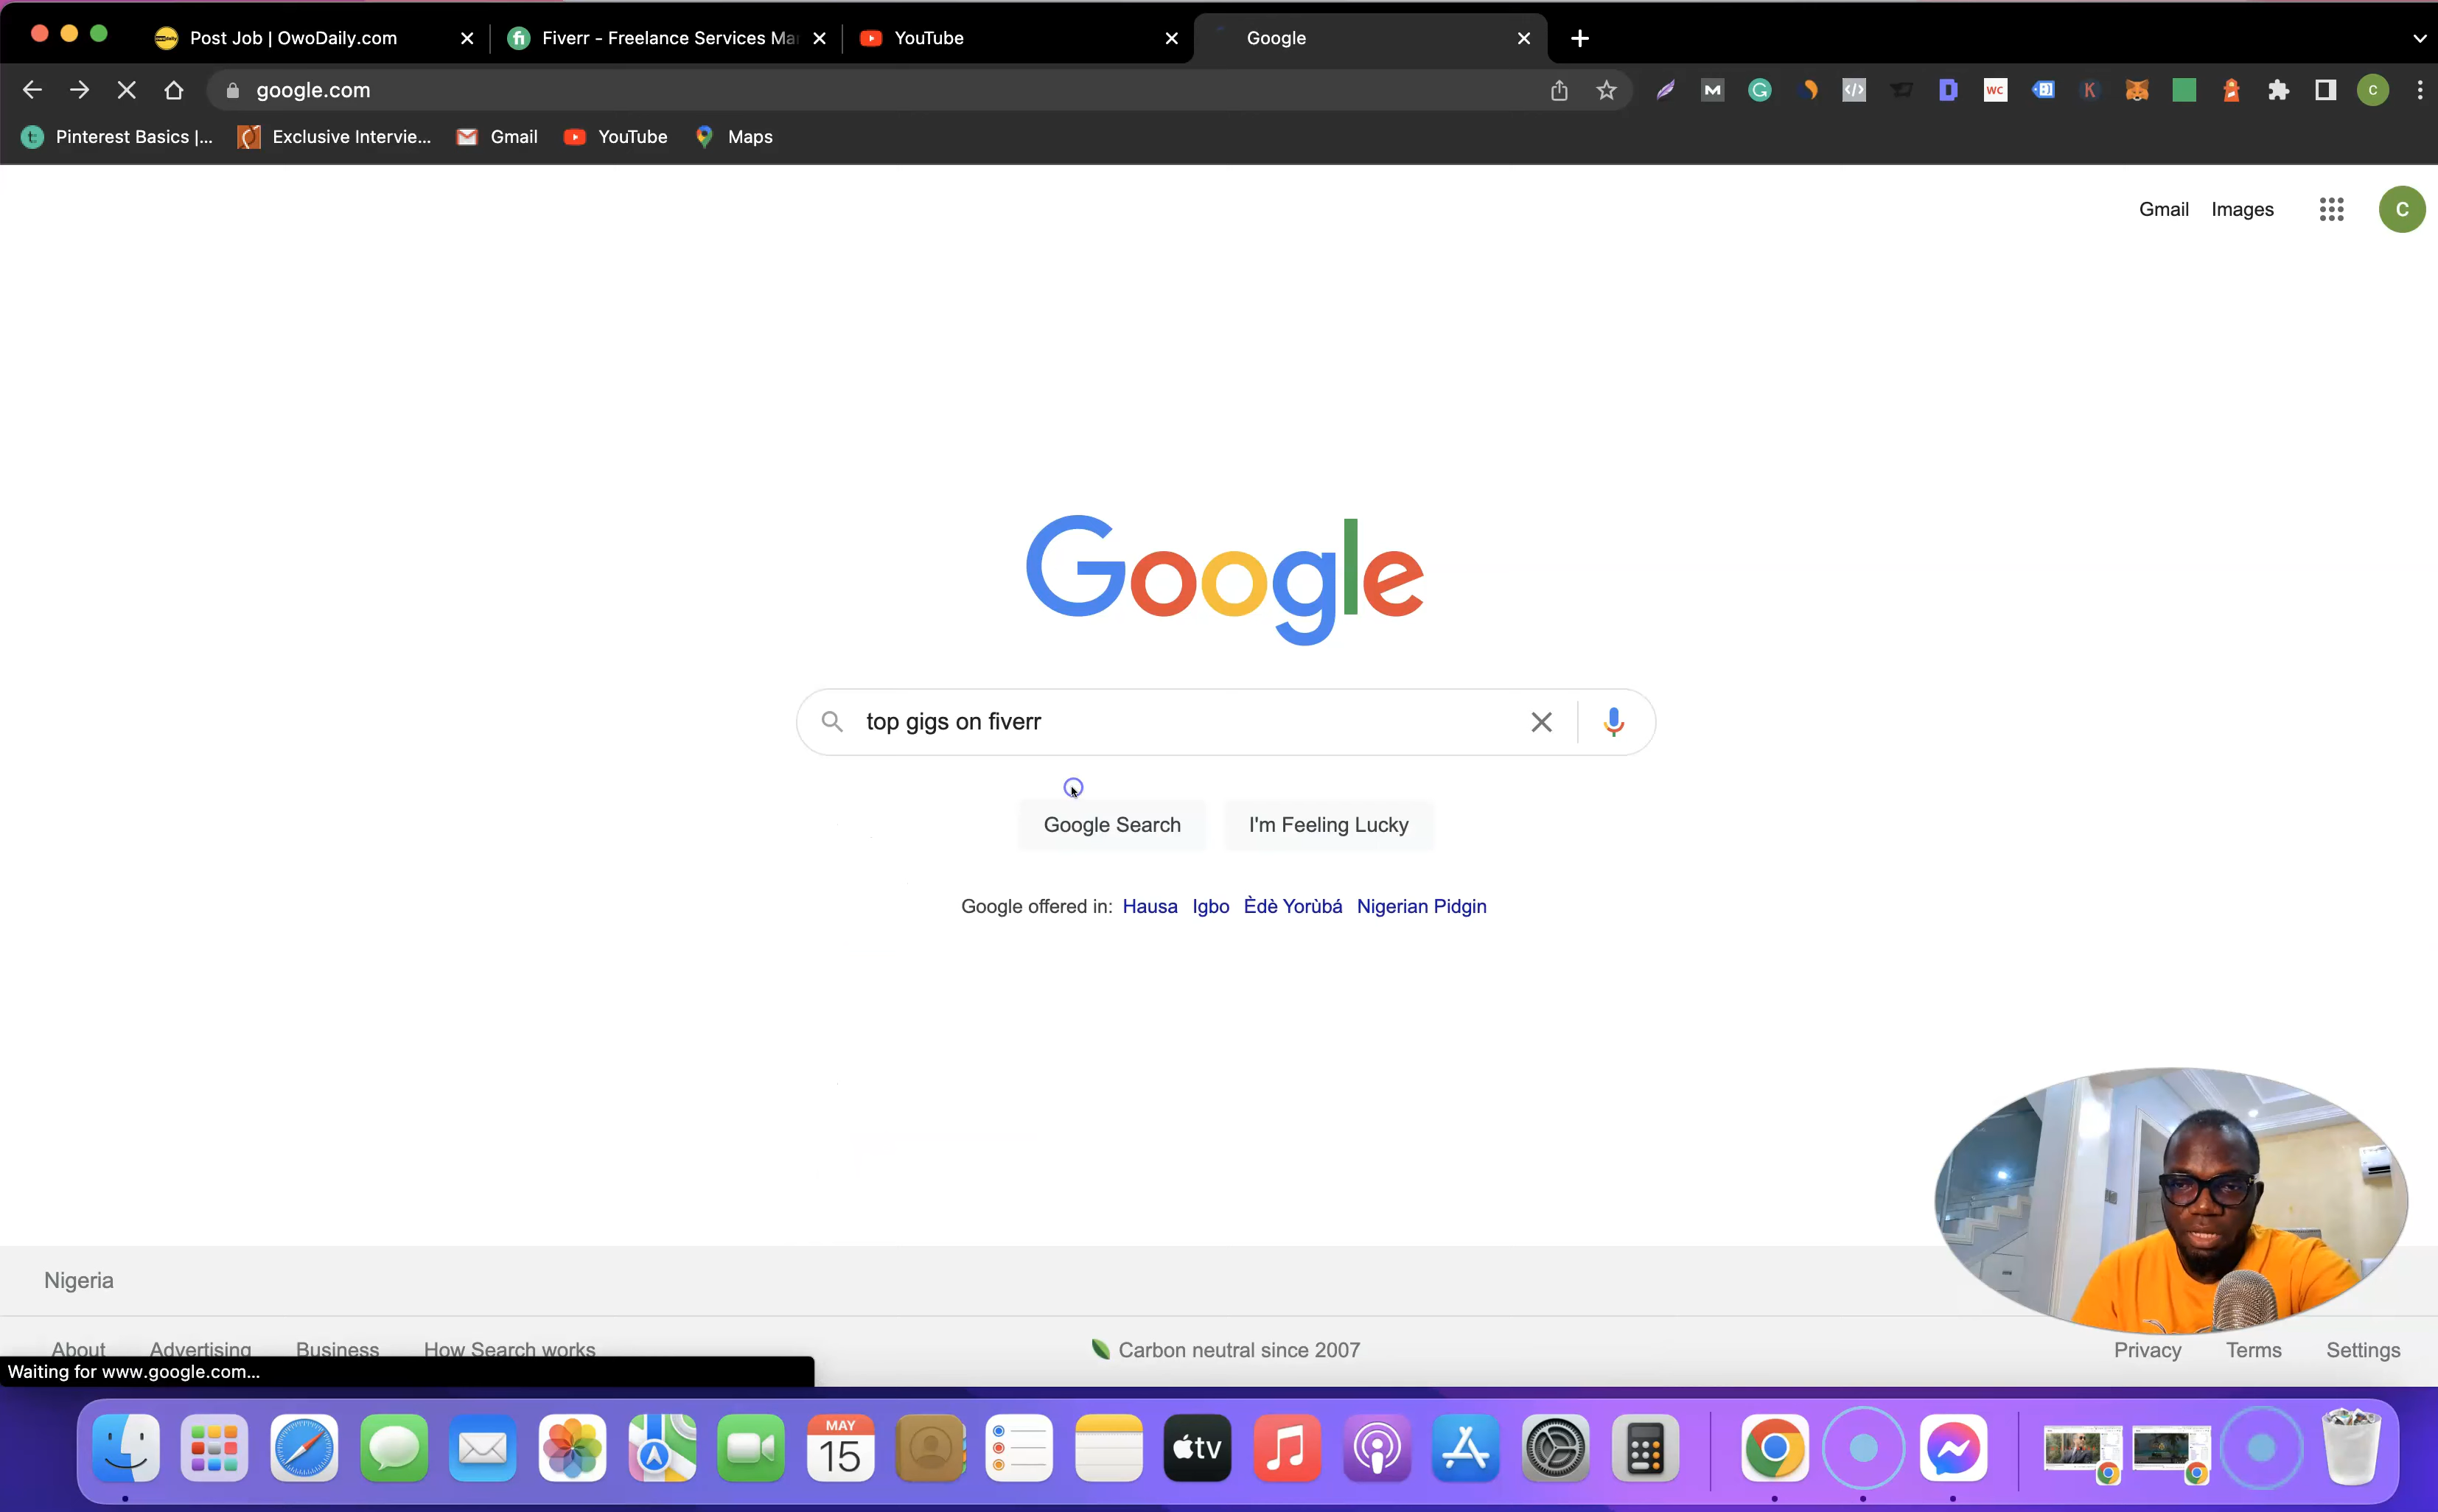 Post Job | OwoDaily.com
Fiverr - Freelance Services Ma
YouTube
Google
google.com
Pinterest Basics |...
Exclusive Intervie...
Gmail
YouTube
Maps
Gmail
Images
C
Google
top gigs on fiverr
Google Search
I'm Feeling Lucky
Google offered in: Hausa Igbo Èdè Yorùbá Nigerian Pidgin
Nigeria
About
Advertising
Business
How Search works
Carbon neutral since 2007
Privacy
Terms
Settings
Waiting for www.google.com...
MAY
15
tv